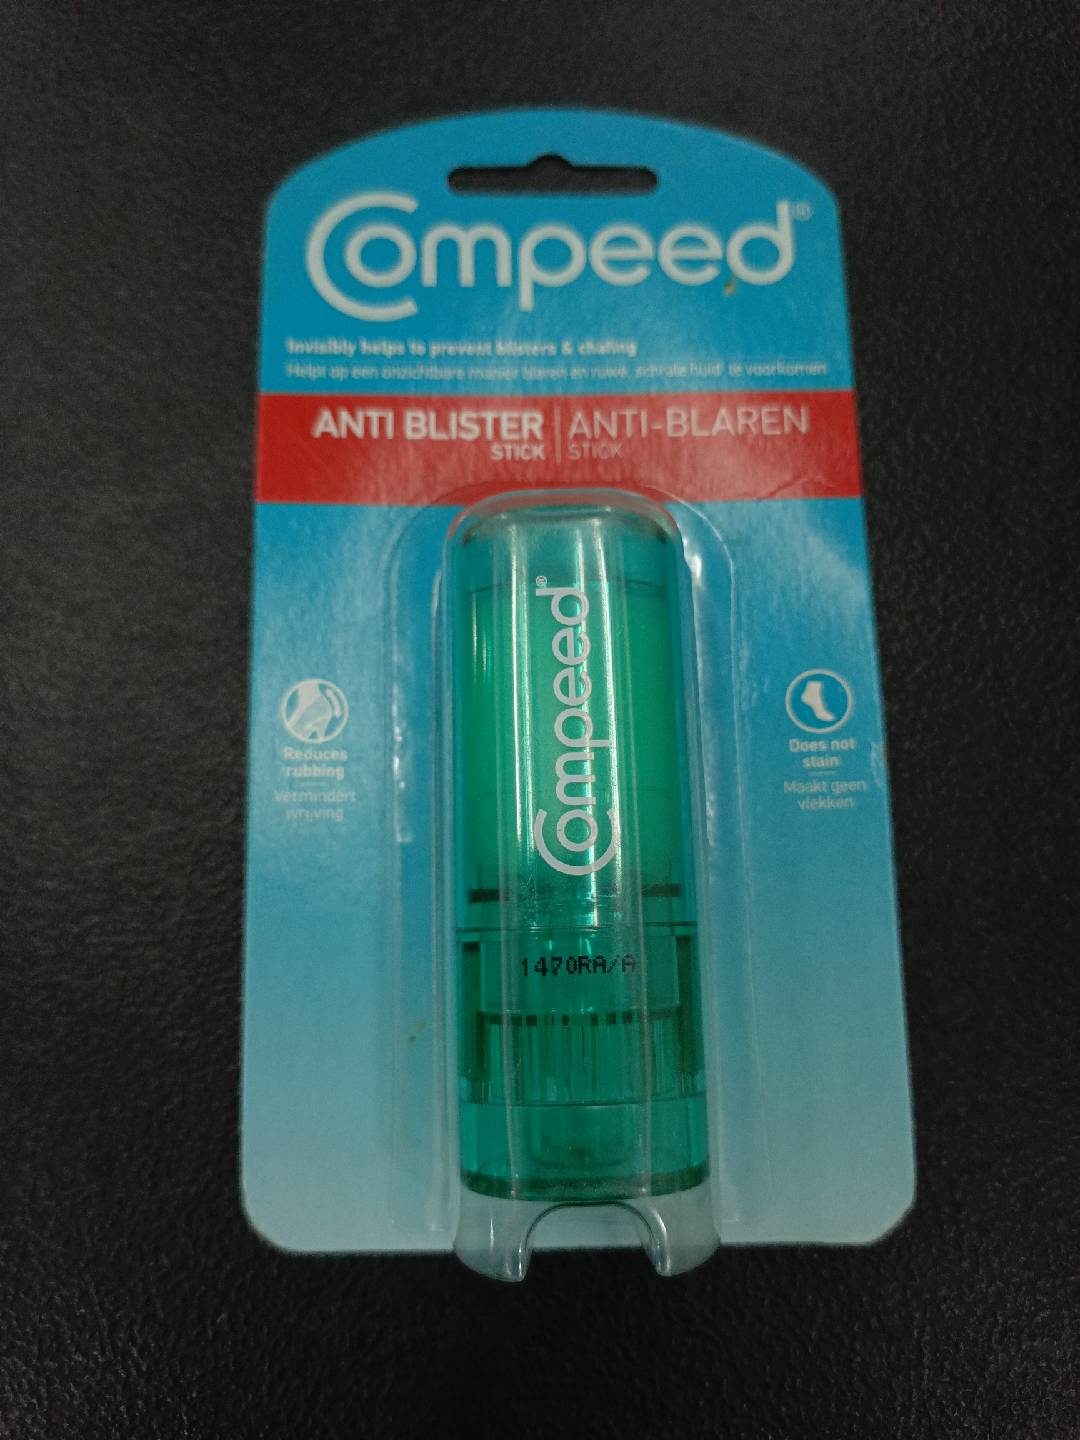 Compeed®
Invisibly helps to prevent blisters & chafing
Helpt op een onzichtbare manier blaren en ruwe, schrale huid te voorkomen
ANTI BLISTER
STICK
ANTI-BLAREN
STICK
Compeed®
Reduces
rubbing
Vermindert
wrijving
Does not
stain
Maakt geen
vlekken
1470RA/A